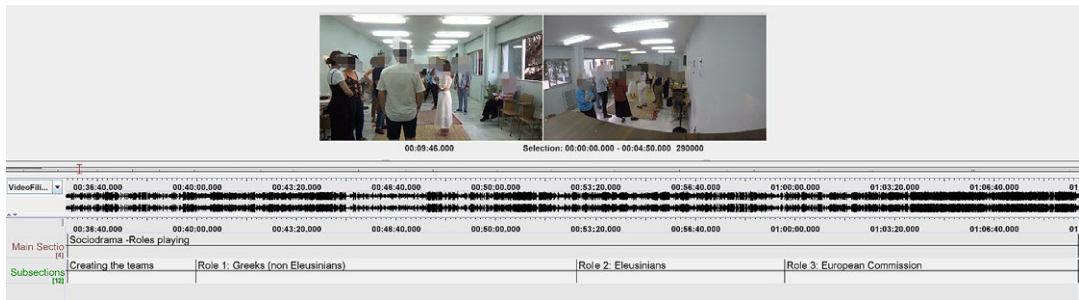 00:09:46.000 Selection: 00:00:00.000 - 00:04:50.000 290000
VideoFili...
00:36:40.000 00:40:00.000 00:43:20.000 00:46:40.000 00:50:00.000 00:53:20.000 00:56:40.000 01:00:00.000 01:03:20.000 01:06:40.000 01
00:36:40.000 00:40:00.000 00:43:20.000 00:46:40.000 00:50:00.000 00:53:20.000 00:56:40.000 01:00:00.000 01:03:20.000 01:06:40.000 01
Main Sectio Sociodrama -Roles playing
[4]
Subsections Creating the teams Role 1: Greeks (non Eleusinians) Role 2: Eleusinians Role 3: European Commission
[12]